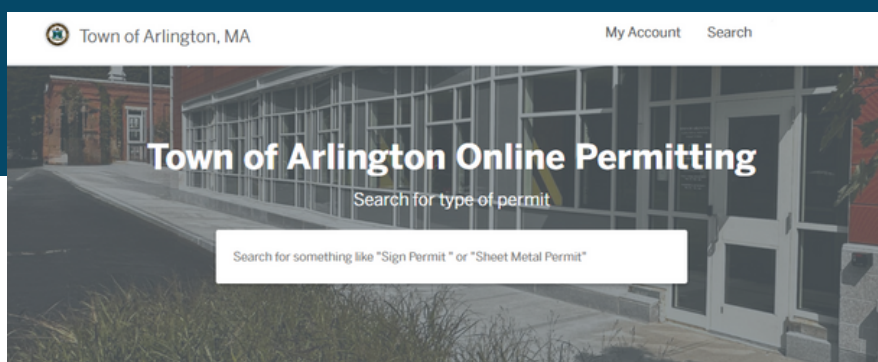 Town of Arlington, MA
My Account Search
Town of Arlington Online Permitting
Search for type of permit
Search for something like "Sign Permit " or "Sheet Metal Permit"